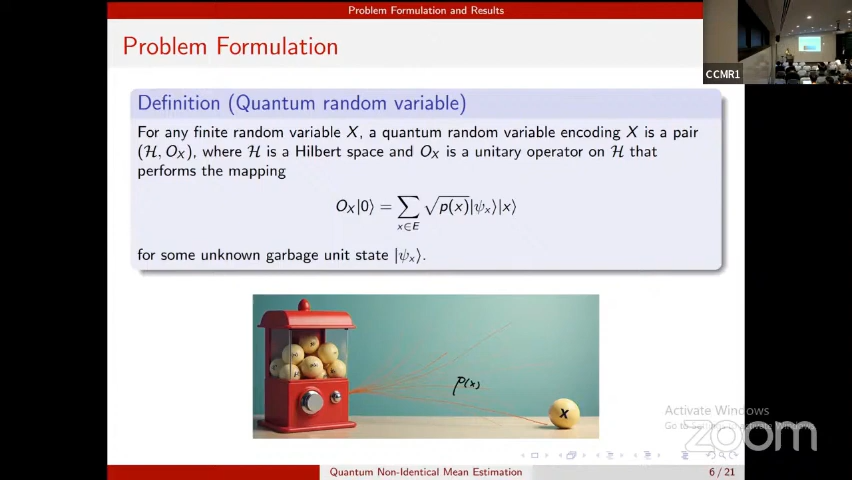 Problem Formulation and Results
Problem Formulation
CCMR1
Definition (Quantum random variable)
For any finite random variable X, a quantum random variable encoding X is a pair
(ℋ, O_X), where ℋ is a Hilbert space and O_X is a unitary operator on ℋ that
performs the mapping
O_X|0⟩ = ∑_{x∈E} √p(x)|ψ_x⟩|x⟩
for some unknown garbage unit state |ψ_x⟩.
p(x)
X
Activate Windows
zoom
Quantum Non-Identical Mean Estimation
6 / 21